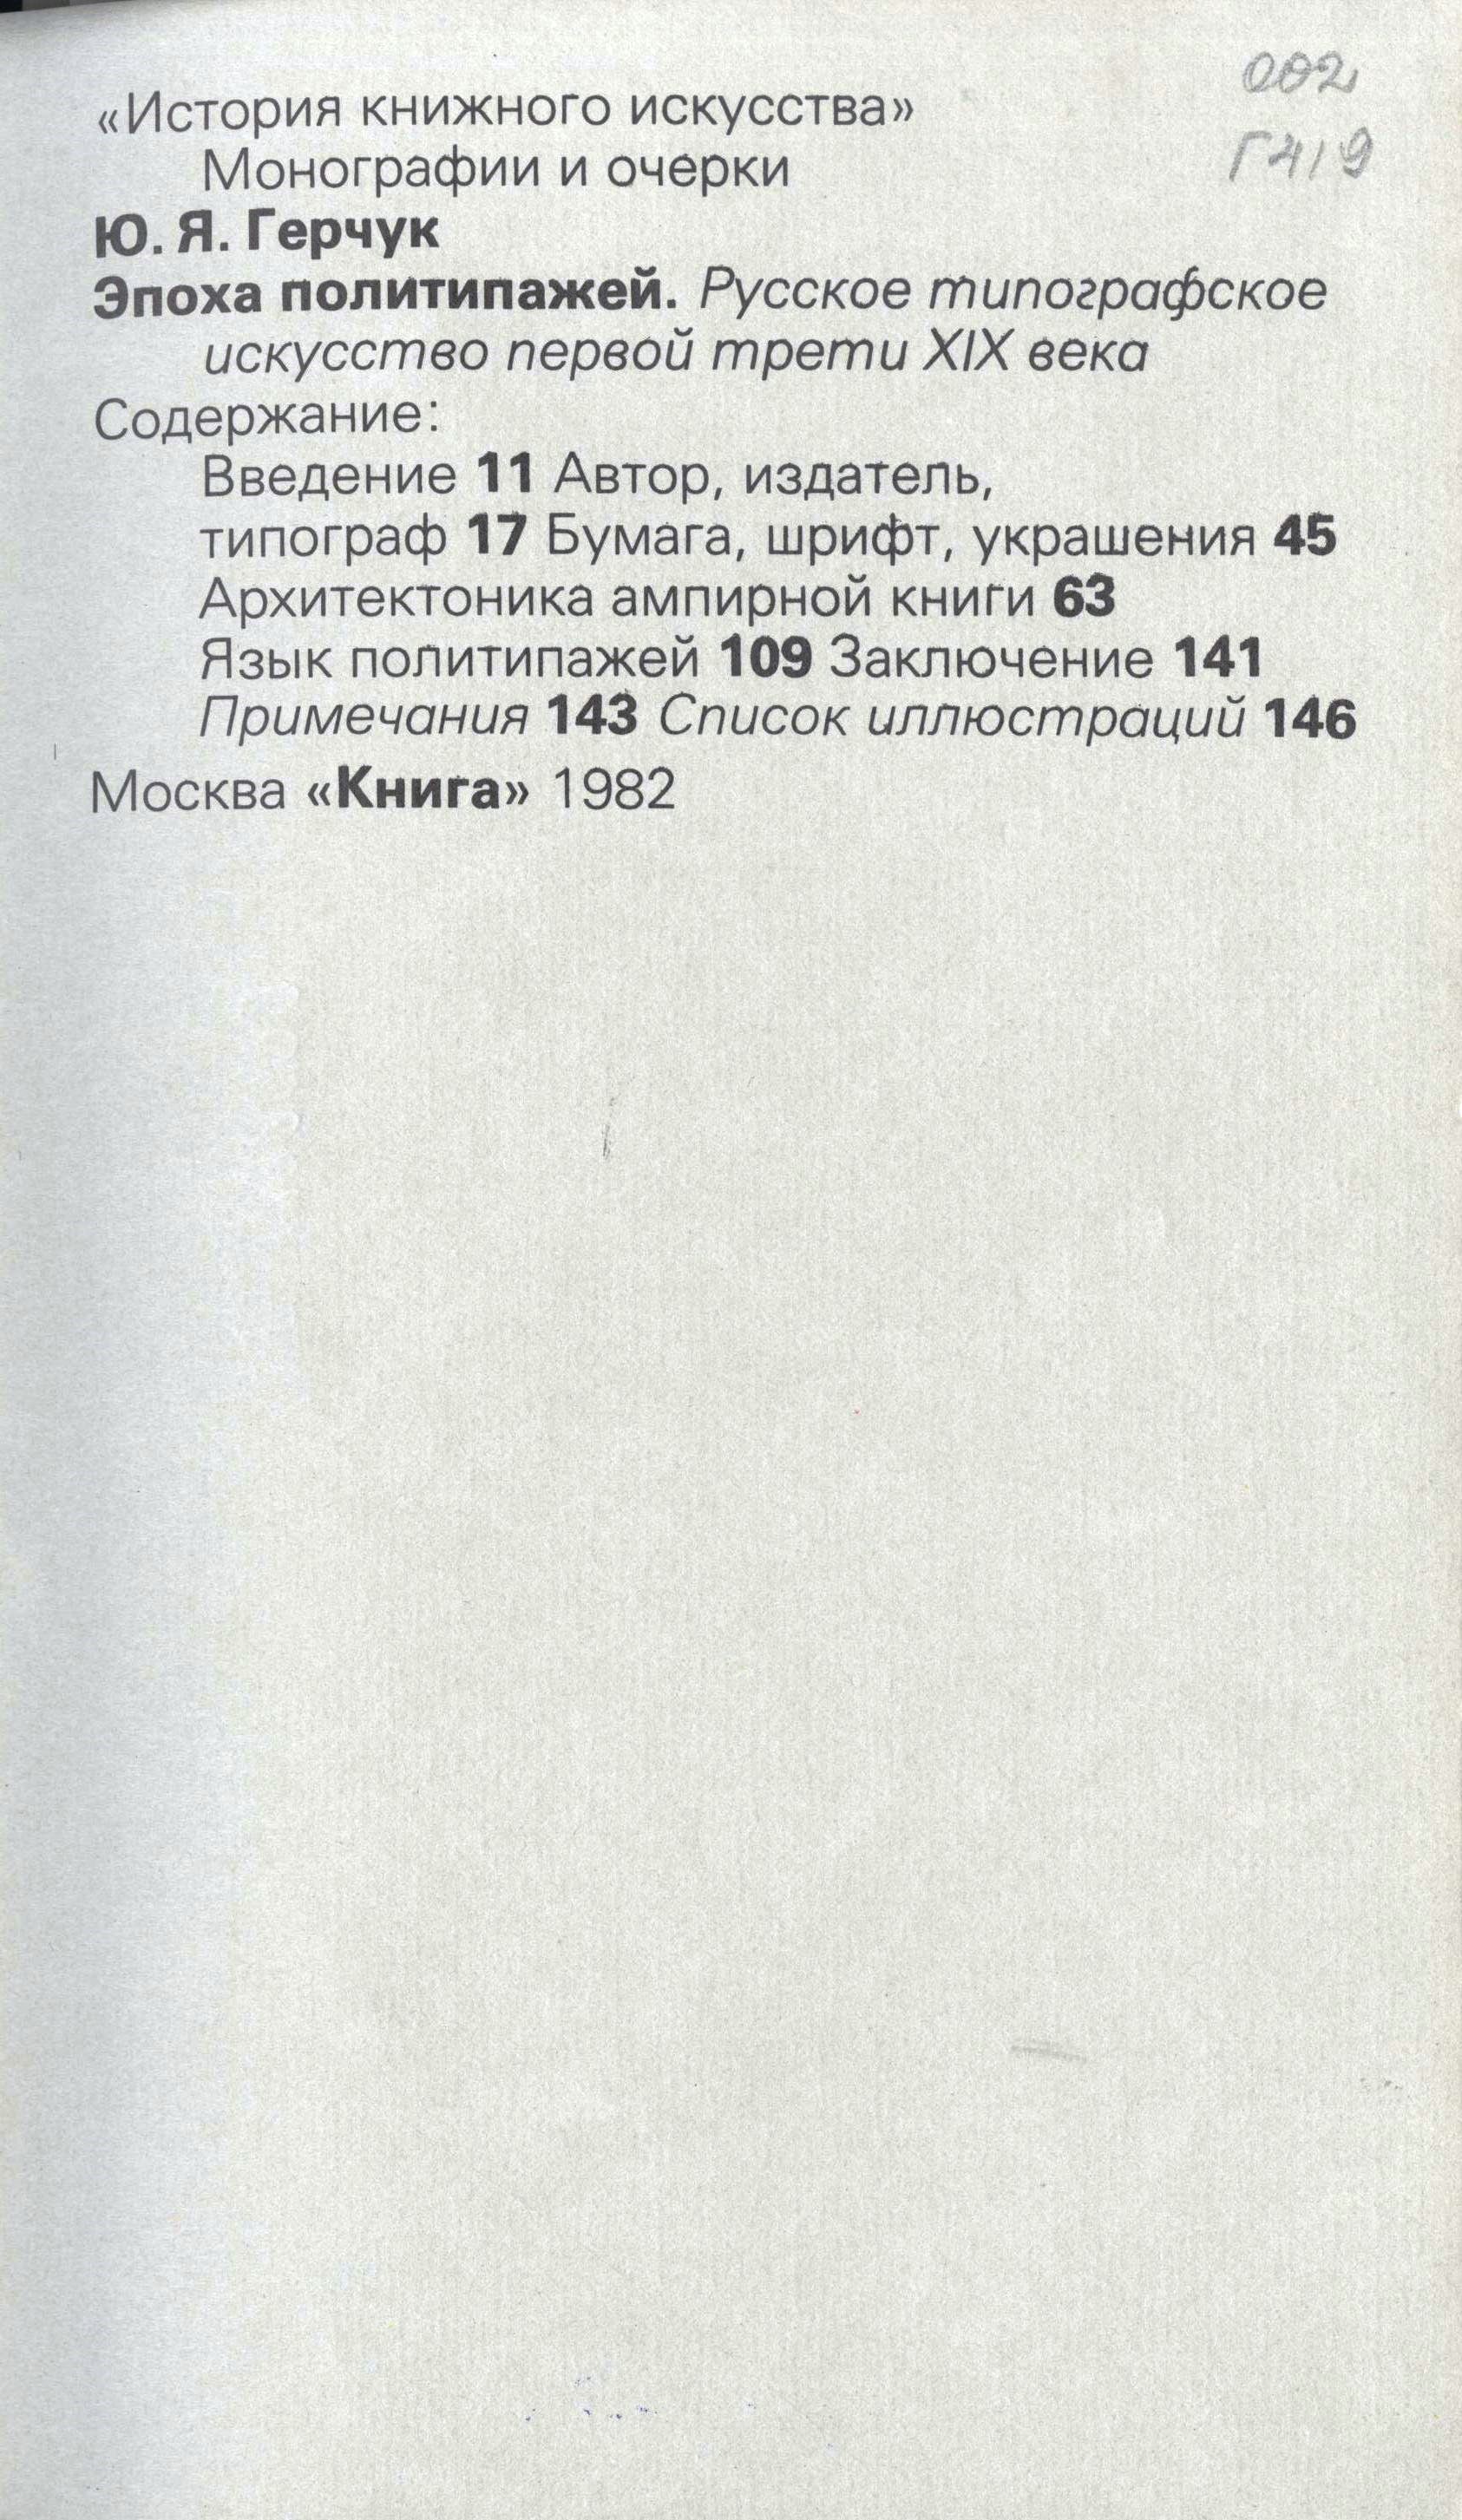 002
Г419
«История книжного искусства»
Монографии и очерки
Ю. Я. Герчук
Эпоха политипажей. Русское типографское
искусство первой трети XIX века
Содержание:
Введение 11 Автор, издатель,
типограф 17 Бумага, шрифт, украшения 45
Архитектоника ампирной книги 63
Язык политипажей 109 Заключение 141
Примечания 143 Список иллюстраций 146
Москва «Книга» 1982